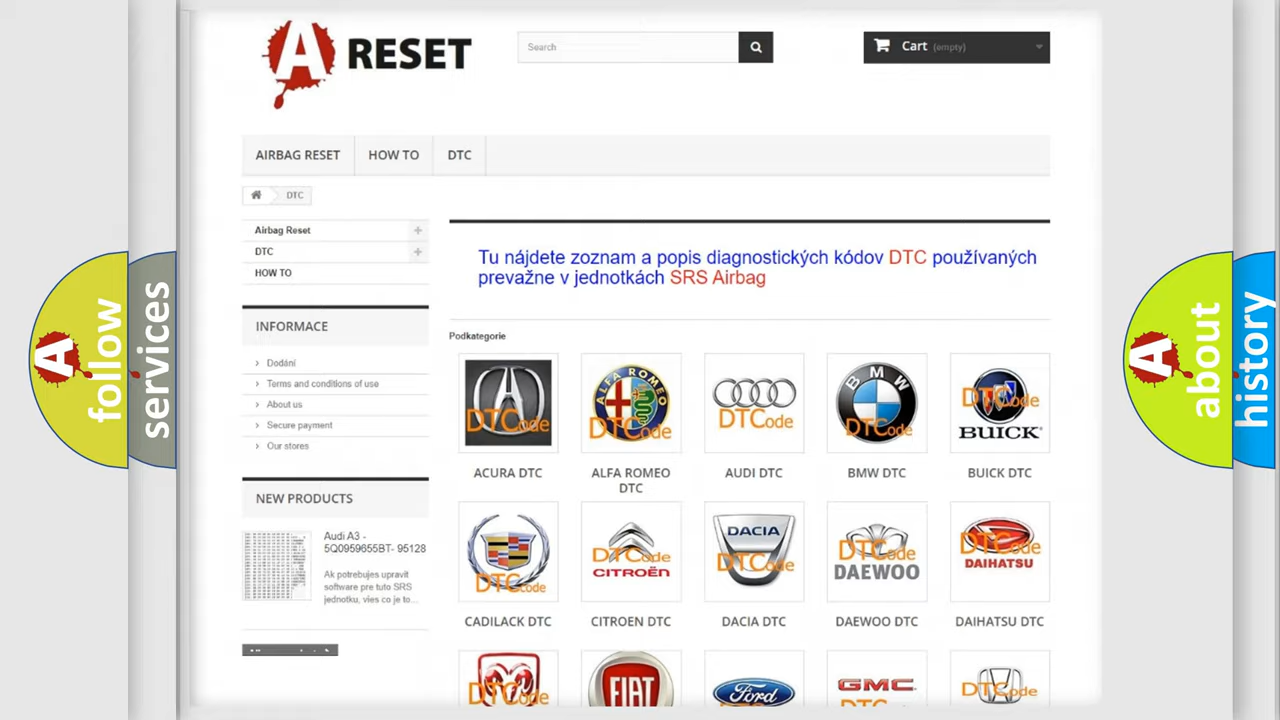 A RESET
Search
Cart (empty)
AIRBAG RESET
HOW TO
DTC
DTC
Airbag Reset
DTC
HOW TO
INFORMACE
Dodání
Terms and conditions of use
About us
Secure payment
Our stores
NEW PRODUCTS
Audi A3 -
5Q0959655BT- 95128
Ak potrebujes upravit
software pre tuto SRS
jednotku, vies co je to...
Tu nájdete zoznam a popis diagnostických kódov DTC používaných
prevažne v jednotkách SRS Airbag
Podkategorie
DTCode
ALFA ROMEO
DTCode
DTCode
BMW
DTCode
DTCode
BUICK
ACURA DTC
ALFA ROMEO
DTC
AUDI DTC
BMW DTC
BUICK DTC
DTCode
DTCode
CITROËN
DACIA
DTCode
DTCode
DAEWOO
DTCode
DAIHATSU
CADILACK DTC
CITROEN DTC
DACIA DTC
DAEWOO DTC
DAIHATSU DTC
DTCode
FIAT
Ford
GMC
DTCode
A follow
services
A about
history